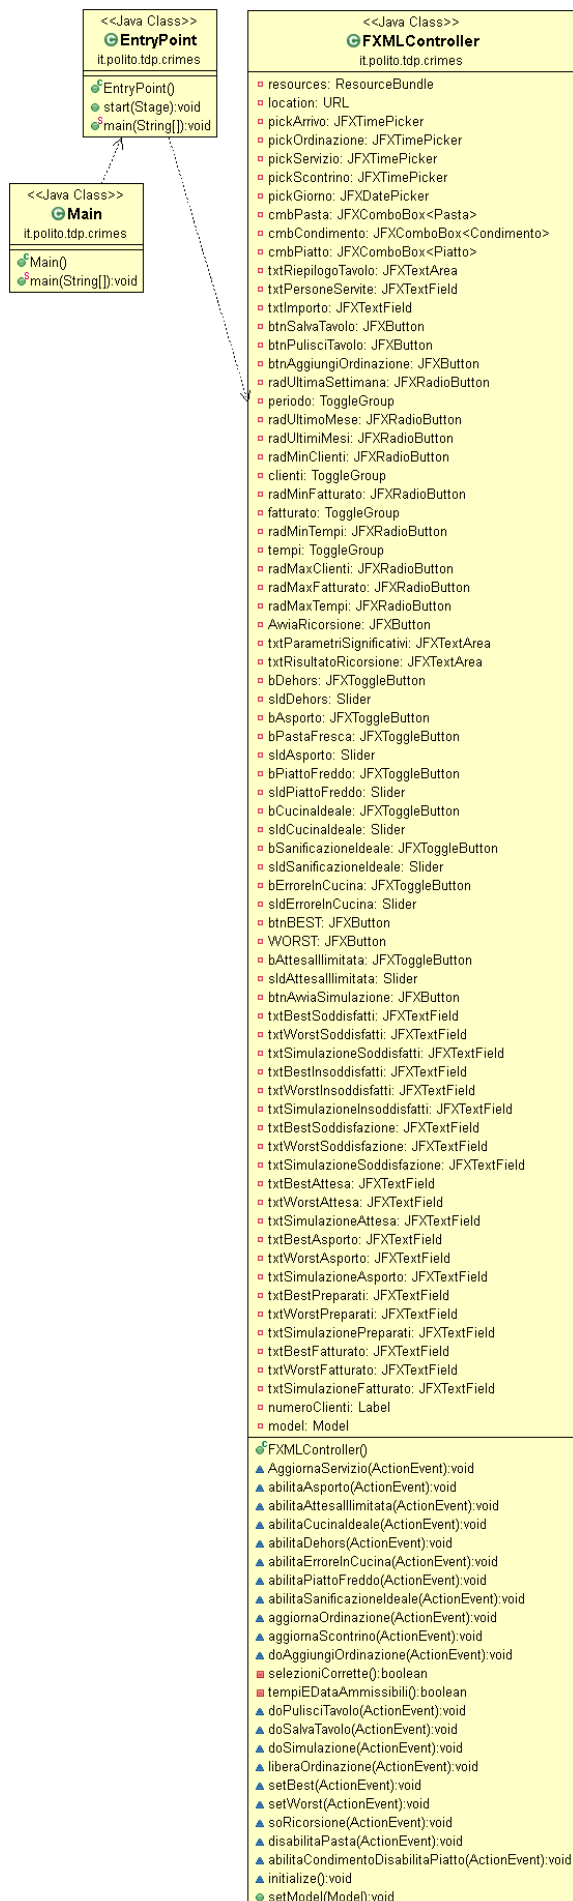 <<Java Class>>
EntryPoint
it.polito.tdp.crimes
EntryPoint()
start(Stage):void
main(String[]):void
<<Java Class>>
Main
it.polito.tdp.crimes
Main()
main(String[]):void
<<Java Class>>
FXMLController
it.polito.tdp.crimes
resources: ResourceBundle
location: URL
pickArrivo: JFXTimePicker
pickOrdinazione: JFXTimePicker
pickServizio: JFXTimePicker
pickScontrino: JFXTimePicker
pickGiorno: JFXDatePicker
cmbPasta: JFXComboBox<Pasta>
cmbCondimento: JFXComboBox<Condimento>
cmbPiatto: JFXComboBox<Piatto>
txtRiepilogoTavolo: JFXTextArea
txtPersoneServite: JFXTextField
txtImporto: JFXTextField
btnSalvaTavolo: JFXButton
btnPulisciTavolo: JFXButton
btnAggiungiOrdinazione: JFXButton
radUltimaSettimana: JFXRadioButton
periodo: ToggleGroup
radUltimoMese: JFXRadioButton
radUltimiMesi: JFXRadioButton
radMinClienti: JFXRadioButton
clienti: ToggleGroup
radMinFatturato: JFXRadioButton
fatturato: ToggleGroup
radMinTempi: JFXRadioButton
tempi: ToggleGroup
radMaxClienti: JFXRadioButton
radMaxFatturato: JFXRadioButton
radMaxTempi: JFXRadioButton
AvviaRicorsione: JFXButton
txtParametriSignificativi: JFXTextArea
txtRisultatoRicorsione: JFXTextArea
bDehors: JFXToggleButton
sldDehors: Slider
bAsporto: JFXToggleButton
bPastaFresca: JFXToggleButton
sldAsporto: Slider
bPiattoFreddo: JFXToggleButton
sldPiattoFreddo: Slider
bCucinaIdeale: JFXToggleButton
sldCucinaIdeale: Slider
bSanificazioneIdeale: JFXToggleButton
sldSanificazioneIdeale: Slider
bErroreInCucina: JFXToggleButton
sldErroreInCucina: Slider
btnBEST: JFXButton
WORST: JFXButton
bAttesaIllimitata: JFXToggleButton
sldAttesaIllimitata: Slider
btnAvviaSimulazione: JFXButton
txtBestSoddisfatti: JFXTextField
txtWorstSoddisfatti: JFXTextField
txtSimulazioneSoddisfatti: JFXTextField
txtBestInsoddisfatti: JFXTextField
txtWorstInsoddisfatti: JFXTextField
txtSimulazioneInsoddisfatti: JFXTextField
txtBestSoddisfazione: JFXTextField
txtWorstSoddisfazione: JFXTextField
txtSimulazioneSoddisfazione: JFXTextField
txtBestAttesa: JFXTextField
txtWorstAttesa: JFXTextField
txtSimulazioneAttesa: JFXTextField
txtBestAsporto: JFXTextField
txtWorstAsporto: JFXTextField
txtSimulazioneAsporto: JFXTextField
txtBestPreparati: JFXTextField
txtWorstPreparati: JFXTextField
txtSimulazionePreparati: JFXTextField
txtBestFatturato: JFXTextField
txtWorstFatturato: JFXTextField
txtSimulazioneFatturato: JFXTextField
numeroClienti: Label
model: Model
FXMLController()
AggiornaServizio(ActionEvent):void
abilitaAsporto(ActionEvent):void
abilitaAttesaIllimitata(ActionEvent):void
abilitaCucinaIdeale(ActionEvent):void
abilitaDehors(ActionEvent):void
abilitaErroreInCucina(ActionEvent):void
abilitaPiattoFreddo(ActionEvent):void
abilitaSanificazioneIdeale(ActionEvent):void
aggiornaOrdinazione(ActionEvent):void
aggiornaScontrino(ActionEvent):void
doAggiungiOrdinazione(ActionEvent):void
selezioniCorrette():boolean
tempiEDataAmmissibili():boolean
doPulisciTavolo(ActionEvent):void
doSalvaTavolo(ActionEvent):void
doSimulazione(ActionEvent):void
liberaOrdinazione(ActionEvent):void
setBest(ActionEvent):void
setWorst(ActionEvent):void
soRicorsione(ActionEvent):void
disabilitaPasta(ActionEvent):void
abilitaCondimentoDisabilitaPiatto(ActionEvent):void
initialize():void
setModel(Model):void